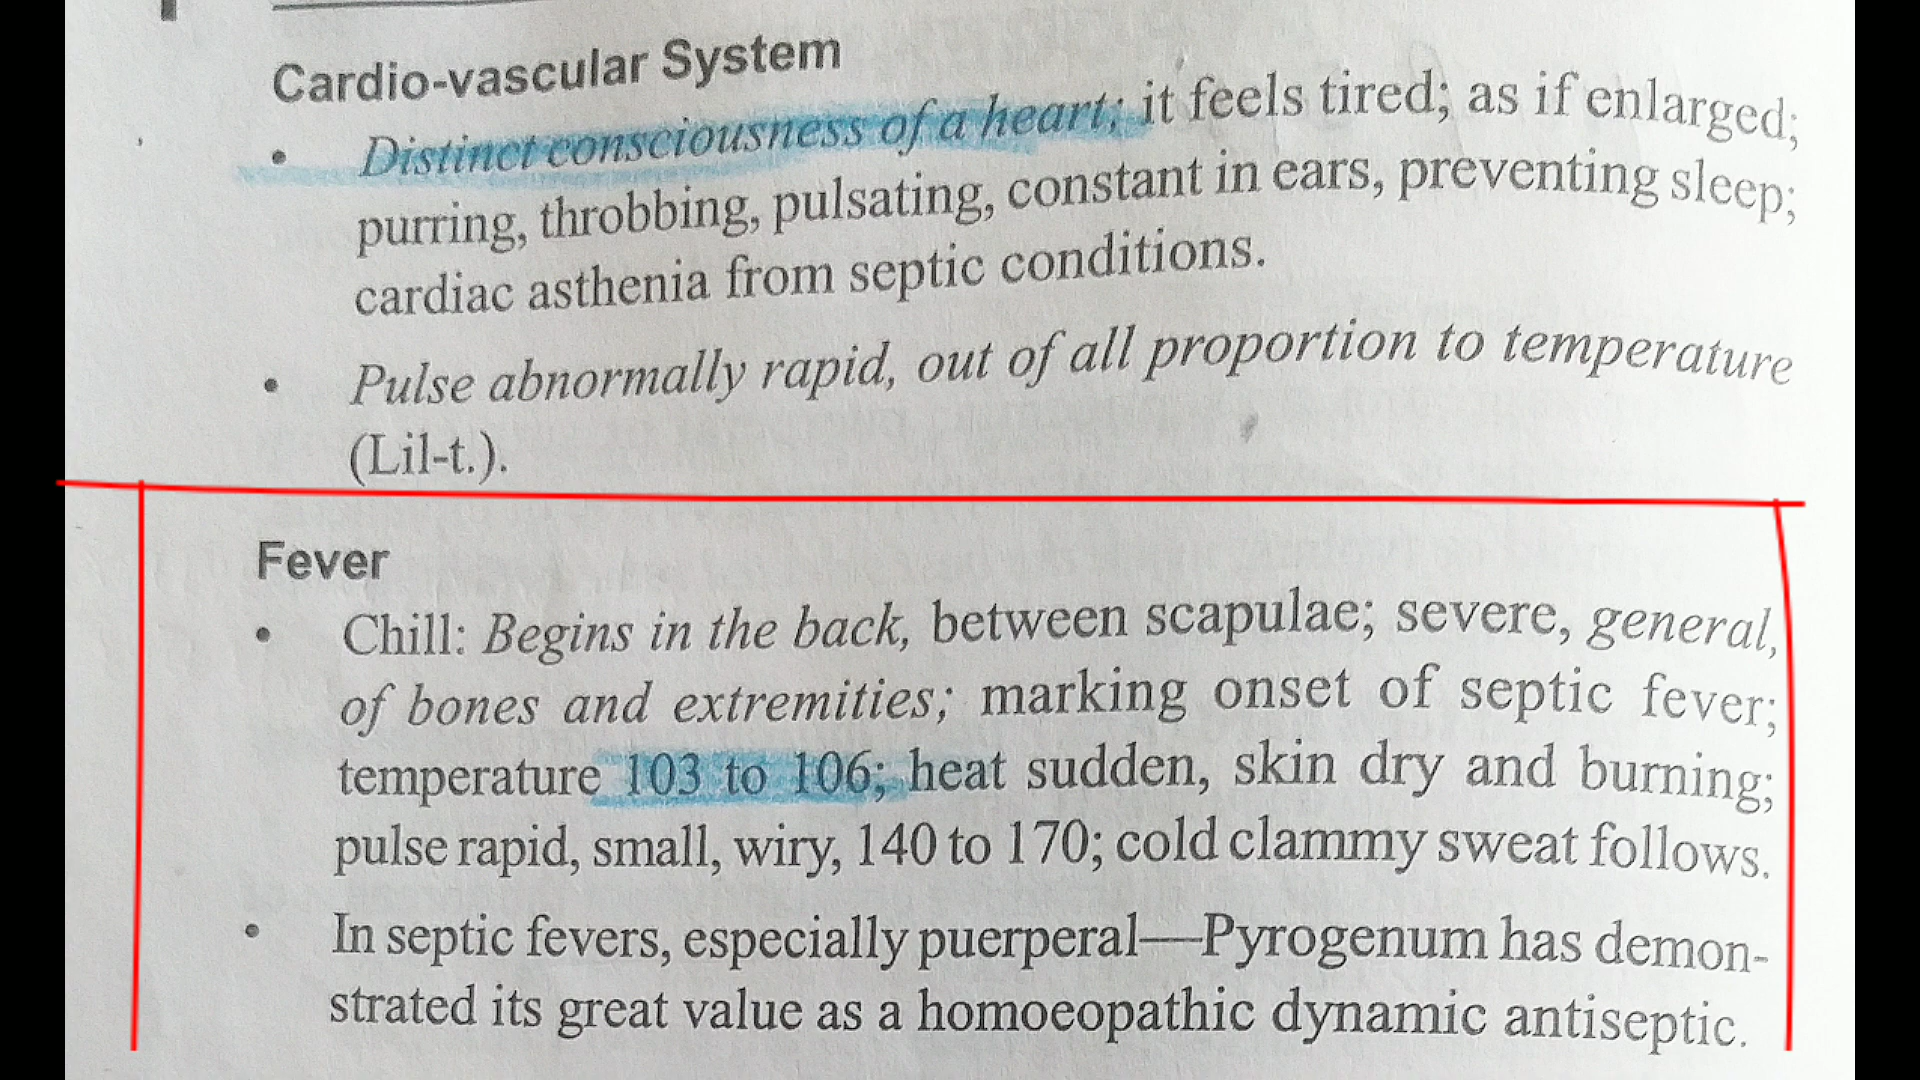 Cardio-vascular System
• Distinct consciousness of a heart; it feels tired; as if enlarged;
purring, throbbing, pulsating, constant in ears, preventing sleep;
cardiac asthenia from septic conditions.
• Pulse abnormally rapid, out of all proportion to temperature
(Lil-t.).
Fever
• Chill: Begins in the back, between scapulae; severe, general,
of bones and extremities; marking onset of septic fever;
temperature 103 to 106; heat sudden, skin dry and burning;
pulse rapid, small, wiry, 140 to 170; cold clammy sweat follows.
• In septic fevers, especially puerperal—Pyrogenum has demon-
strated its great value as a homoeopathic dynamic antiseptic.